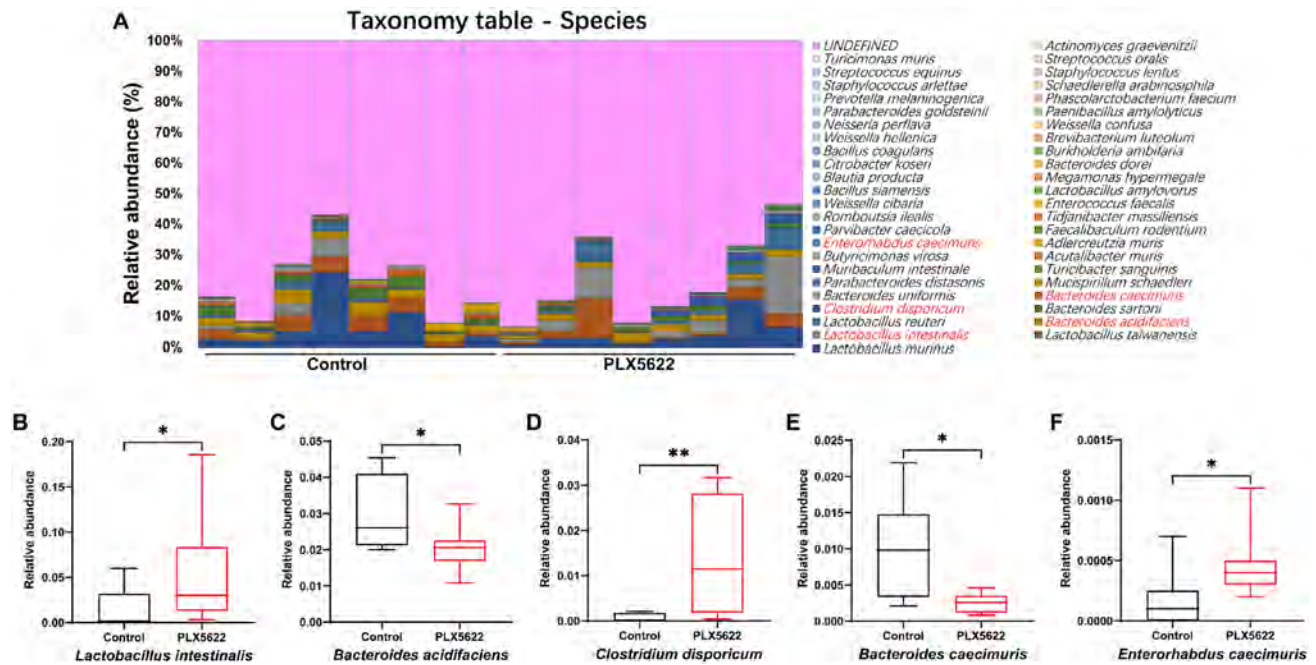 A
Taxonomy table - Species
Relative abundance (%)
100%
90%
80%
70%
60%
50%
40%
30%
20%
10%
0%
Control
PLX5622
UNDEFINED
Turicimonas muris
Streptococcus equinus
Staphylococcus arlettae
Prevotella melaninogenica
Parabacteroides goldsteinii
Neisseria perflava
Weissella hellenica
Bacillus coagulans
Citrobacter koseri
Blautia producta
Bacillus siamensis
Weissella cibaria
Romboutsia ilealis
Parvibacter caecicola
Enterorhabdus caecimuris
Butyricimonas virosa
Muribaculum intestinale
Parabacteroides distasonis
Bacteroides uniformis
Clostridium disporicum
Lactobacillus reuteri
Lactobacillus intestinalis
Lactobacillus murinus
Actinomyces graevenitzii
Streptococcus oralis
Staphylococcus lentus
Schaedlerella arabinosiphila
Phascolarctobacterium faecium
Paenibacillus amylolyticus
Weissella confusa
Brevibacterium luteolum
Burkholderia ambifaria
Bacteroides dorei
Megamonas hypermegale
Lactobacillus amylovorus
Enterococcus faecalis
Tidjanibacter massiliensis
Faecalibaculum rodentium
Adlercreutzia muris
Acutalibacter muris
Turicibacter sanguinis
Mucispirillum schaedleri
Bacteroides caecimuris
Bacteroides sartorii
Bacteroides acidifaciens
Lactobacillus taiwanensis
B
Relative abundance
0.20
0.15
0.10
0.05
0.00
*
Control
PLX5622
Lactobacillus intestinalis
C
Relative abundance
0.05
0.04
0.03
0.02
0.01
0.00
*
Control
PLX5622
Bacteroides acidifaciens
D
Relative abundance
0.04
0.03
0.02
0.01
0.00
**
Control
PLX5622
Clostridium disporicum
E
Relative abundance
0.025
0.020
0.015
0.010
0.005
0.000
*
Control
PLX5622
Bacteroides caecimuris
F
Relative abundance
0.0015
0.0010
0.0005
0.0000
*
Control
PLX5622
Enterorhabdus caecimuris